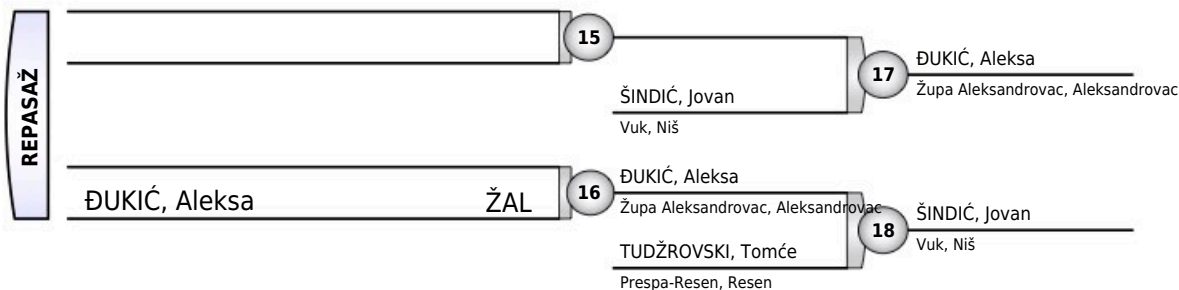 REPASAŽ
15
ŠINDIĆ, Jovan
Vuk, Niš
17
ĐUKIĆ, Aleksa
Župa Aleksandrovac, Aleksandrovac
ĐUKIĆ, Aleksa ŽAL
16
ĐUKIĆ, Aleksa
Župa Aleksandrovac, Aleksandrovac
TUDŽROVSKI, Tomće
Prespa-Resen, Resen
18
ŠINDIĆ, Jovan
Vuk, Niš